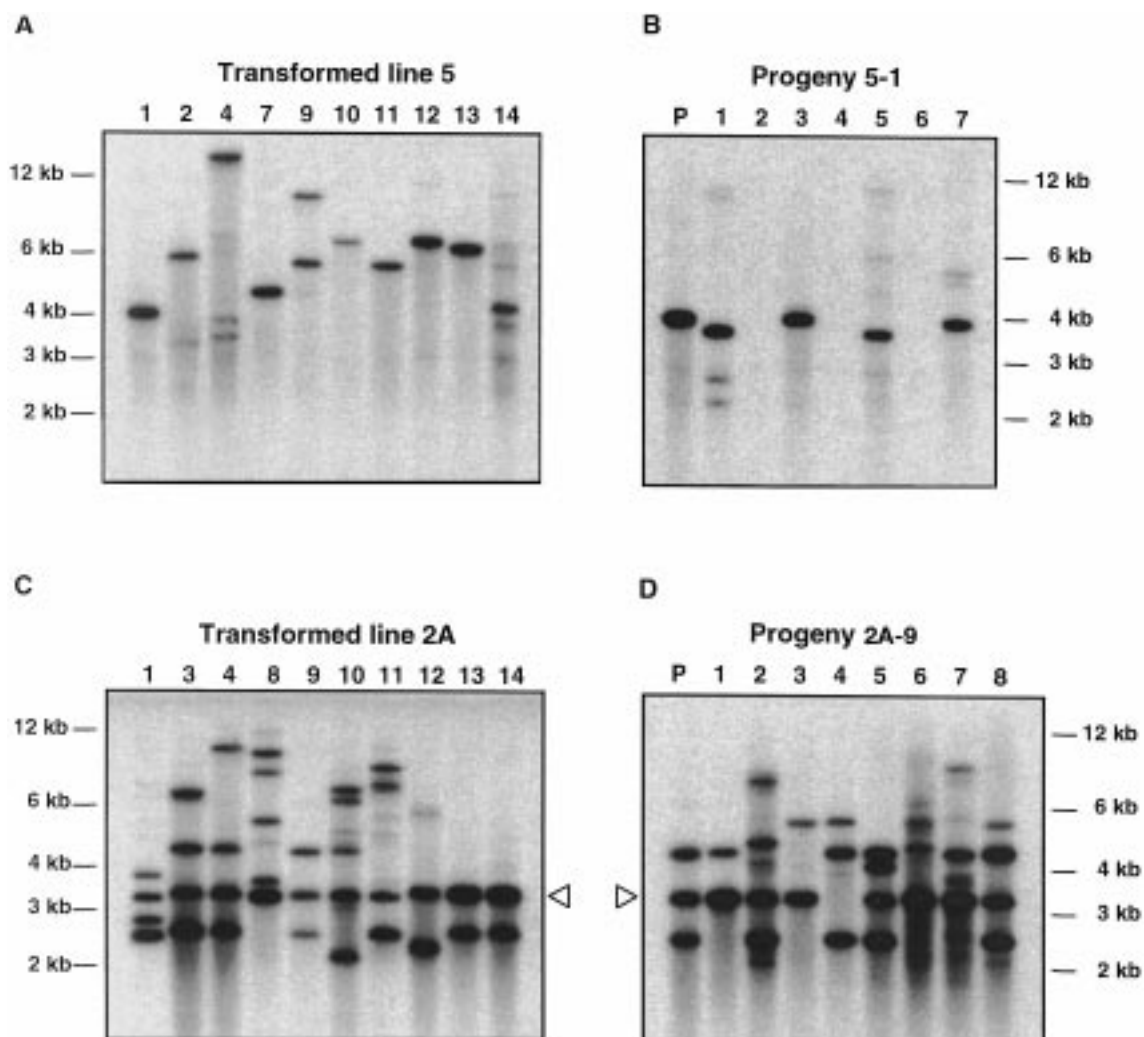 A
Transformed line 5
1 2 4 7 9 10 11 12 13 14
12 kb
6 kb
4 kb
3 kb
2 kb
B
Progeny 5-1
P 1 2 3 4 5 6 7
12 kb
6 kb
4 kb
3 kb
2 kb
C
Transformed line 2A
1 3 4 8 9 10 11 12 13 14
12 kb
6 kb
4 kb
3 kb
2 kb
D
Progeny 2A-9
P 1 2 3 4 5 6 7 8
12 kb
6 kb
4 kb
3 kb
2 kb